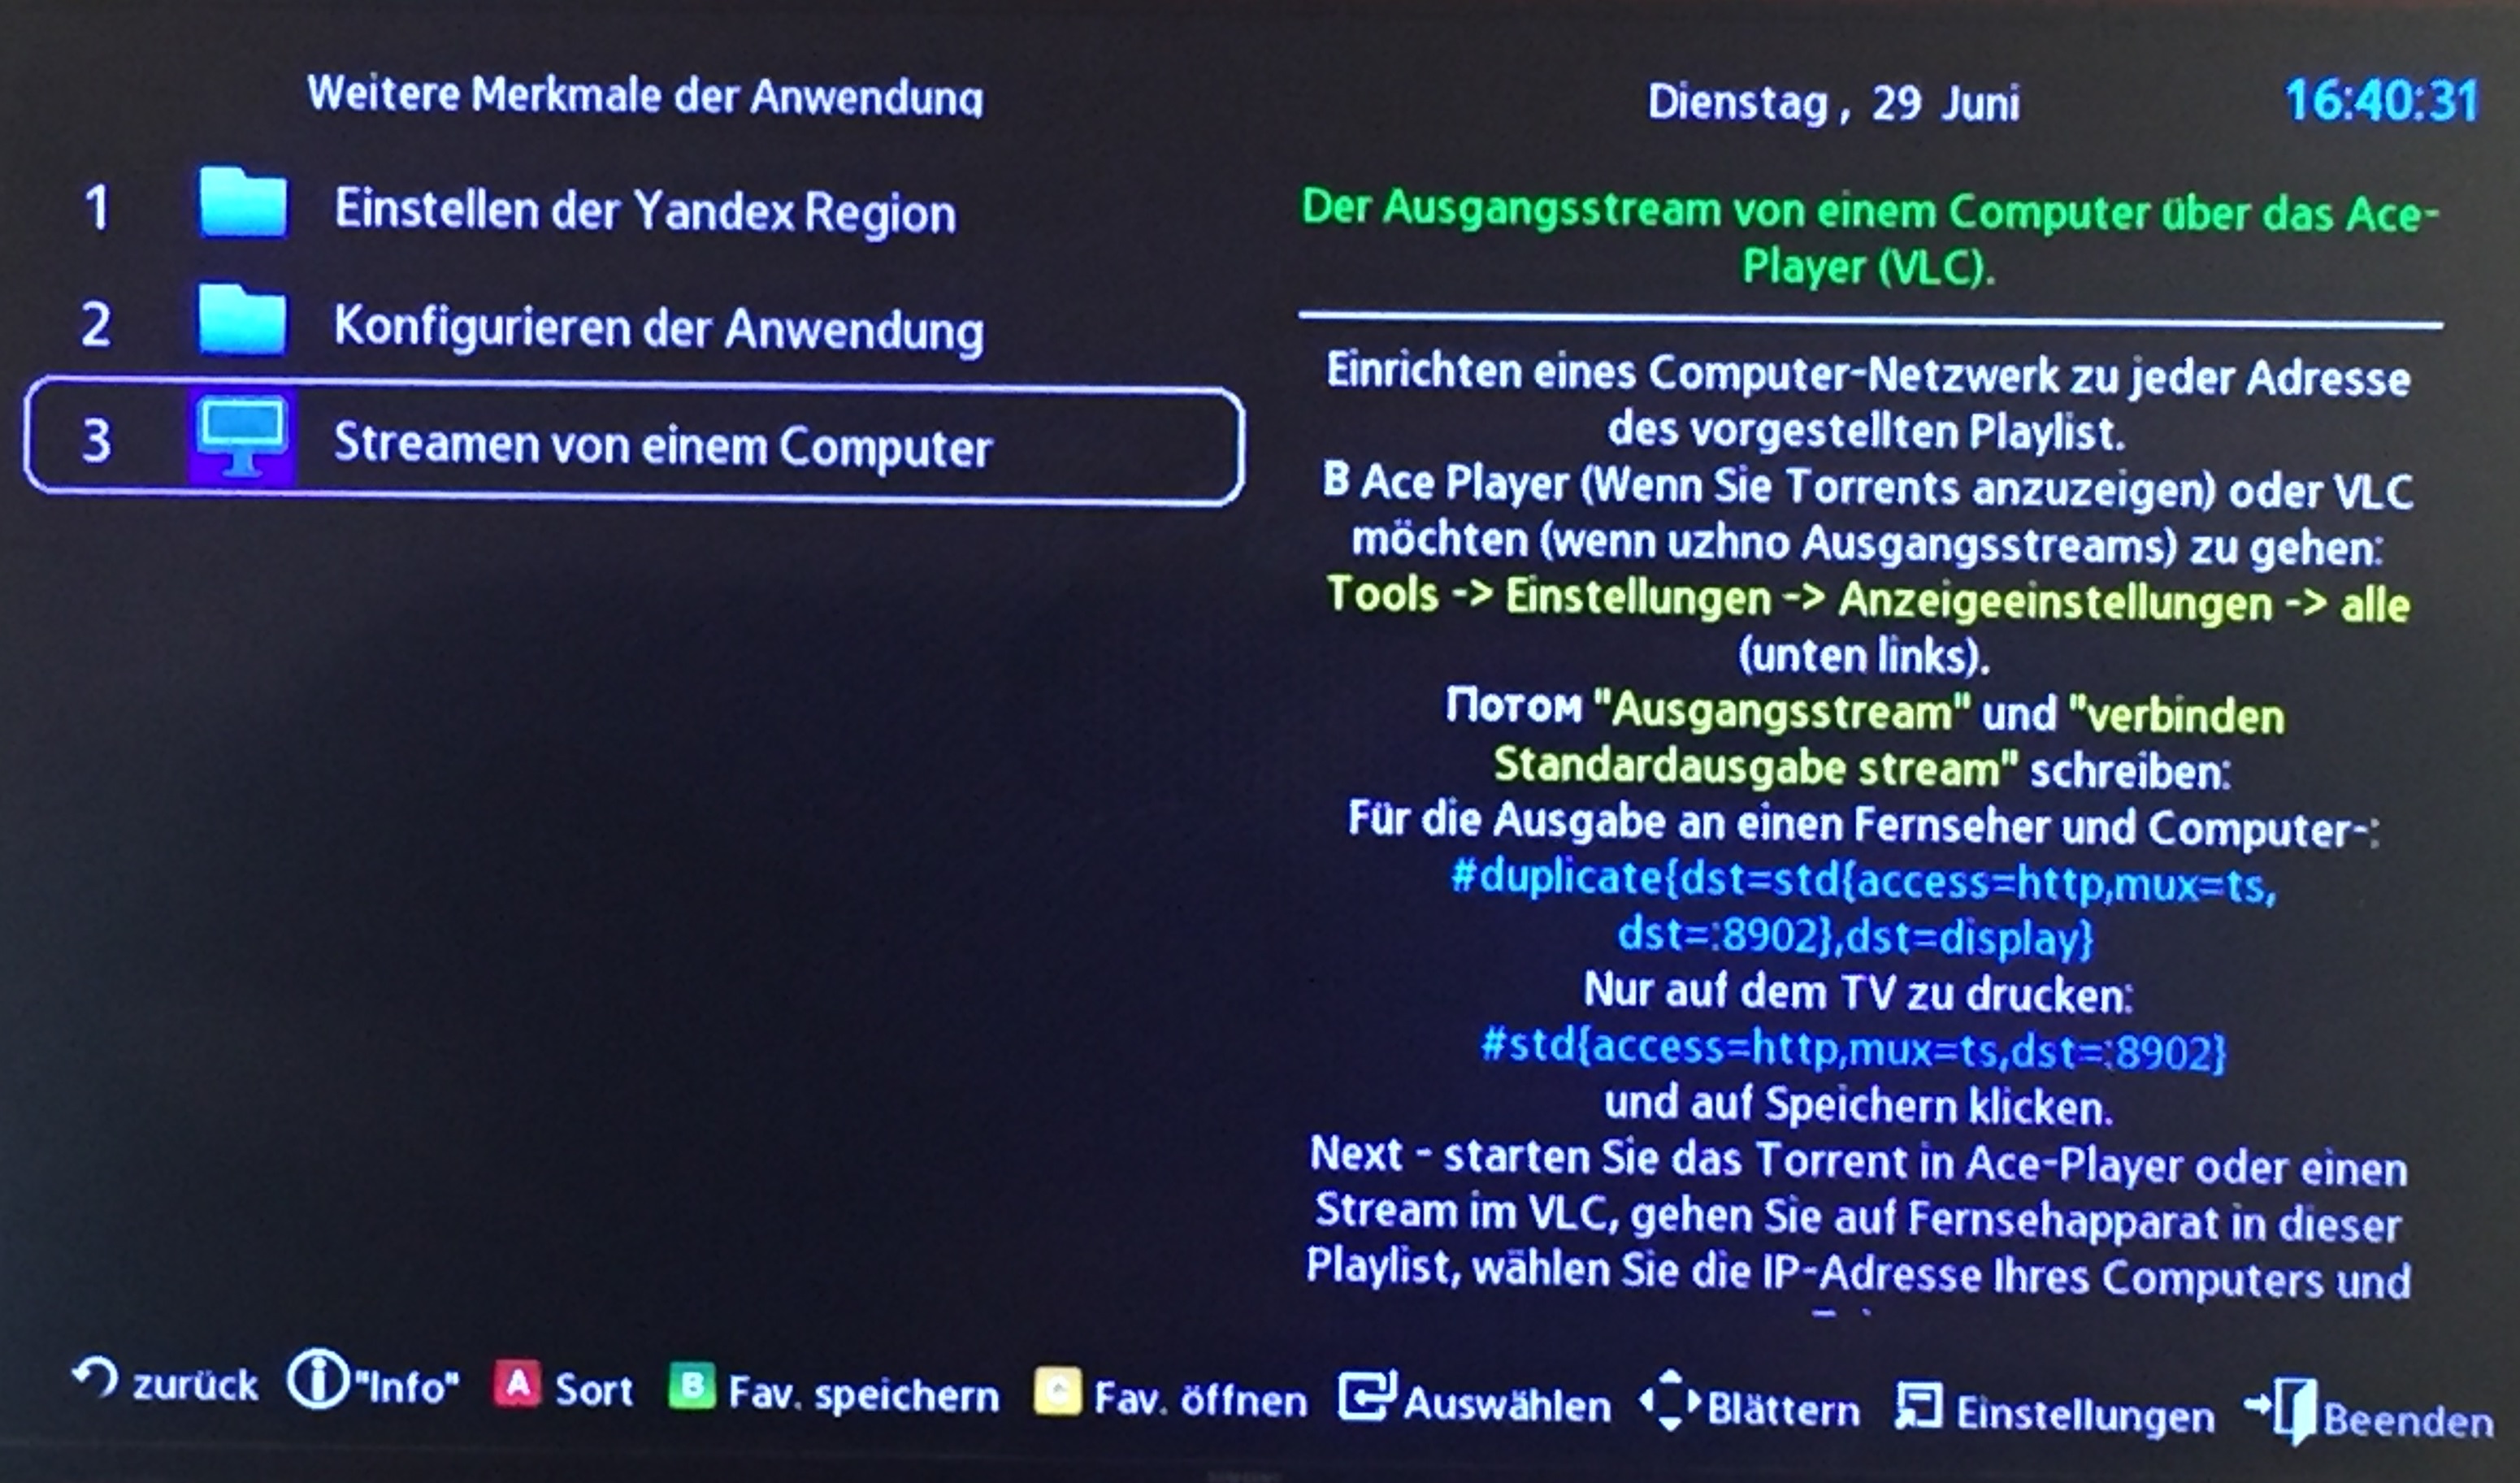 Weitere Merkmale der Anwendung
Dienstag, 29 Juni
16:40:31
1 Einstellen der Yandex Region
2 Konfigurieren der Anwendung
3 Streamen von einem Computer
Der Ausgangsstream von einem Computer über das Ace-
Player (VLC).
Einrichten eines Computer-Netzwerk zu jeder Adresse
des vorgestellten Playlist.
В Ace Player (Wenn Sie Torrents anzuzeigen) oder VLC
möchten (wenn uzhno Ausgangsstreams) zu gehen:
Tools -> Einstellungen -> Anzeigeeinstellungen -> alle
(unten links).
Потом "Ausgangsstream" und "verbinden
Standardausgabe stream" schreiben:
Für die Ausgabe an einen Fernseher und Computer-:
#duplicate{dst=std{access=http,mux=ts,
dst=:8902},dst=display}
Nur auf dem TV zu drucken:
#std{access=http,mux=ts,dst=:8902}
und auf Speichern klicken.
Next - starten Sie das Torrent in Ace-Player oder einen
Stream im VLC, gehen Sie auf Fernsehapparat in dieser
Playlist, wählen Sie die IP-Adresse Ihres Computers und
zurück "Info" A Sort B Fav. speichern C Fav. öffnen Auswählen Blättern Einstellungen Beenden